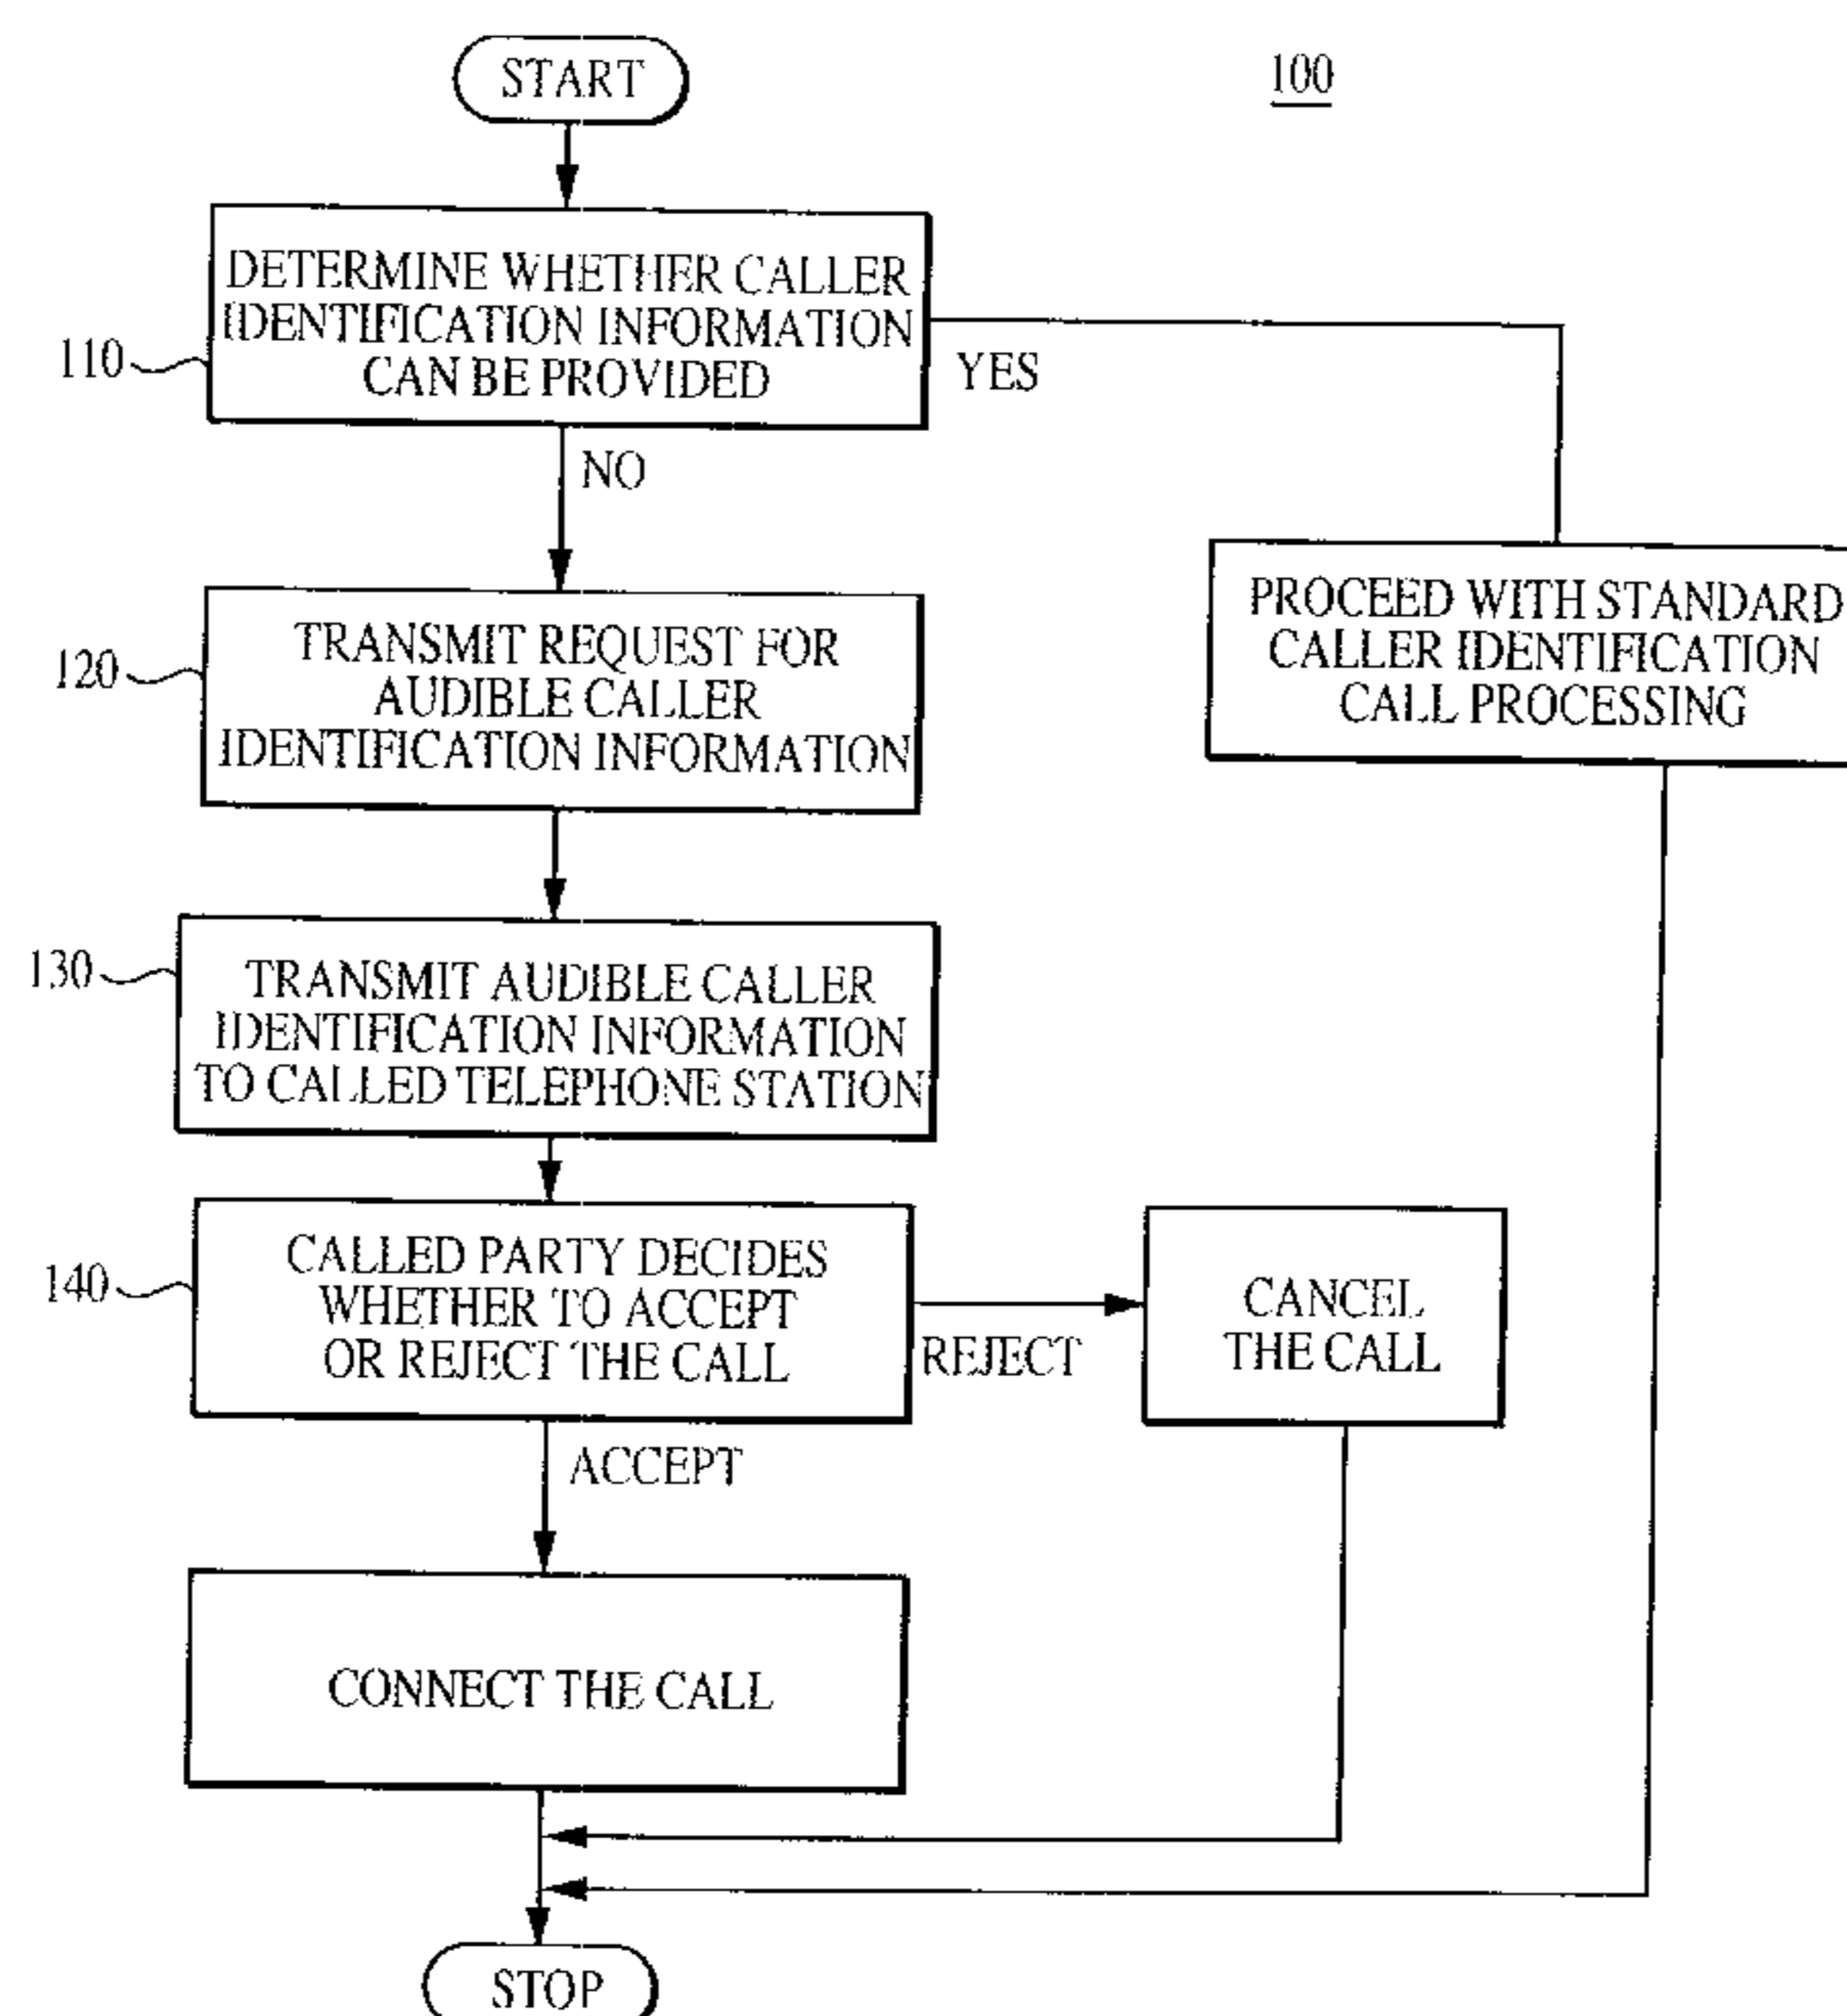 START
100
DETERMINE WHETHER CALLER
IDENTIFICATION INFORMATION
CAN BE PROVIDED
110
YES
NO
PROCEED WITH STANDARD
CALLER IDENTIFICATION
CALL PROCESSING
120
TRANSMIT REQUEST FOR
AUDIBLE CALLER
IDENTIFICATION INFORMATION
130
TRANSMIT AUDIBLE CALLER
IDENTIFICATION INFORMATION
TO CALLED TELEPHONE STATION
140
CALLED PARTY DECIDES
WHETHER TO ACCEPT
OR REJECT THE CALL
REJECT
CANCEL
THE CALL
ACCEPT
CONNECT THE CALL
STOP